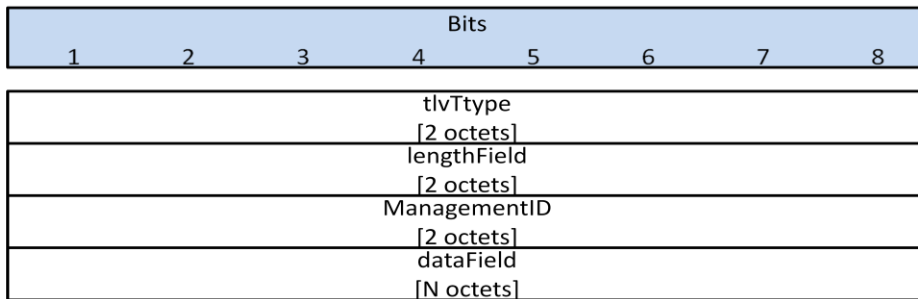 Bits
1 2 3 4 5 6 7 8
tlvTtype
[2 octets]
lengthField
[2 octets]
ManagementID
[2 octets]
dataField
[N octets]